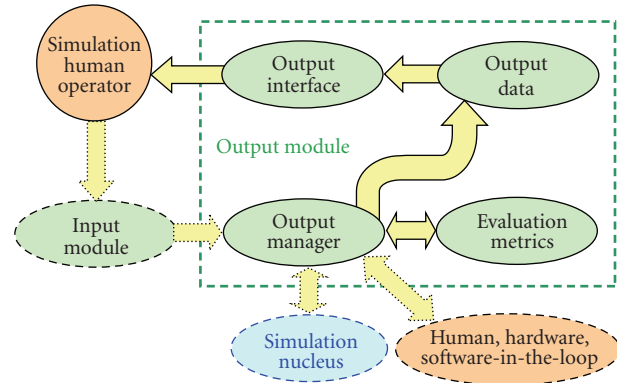 Simulation
human
operator
Output
interface
Output
data
Output module
Input
module
Output
manager
Evaluation
metrics
Simulation
nucleus
Human, hardware,
software-in-the-loop